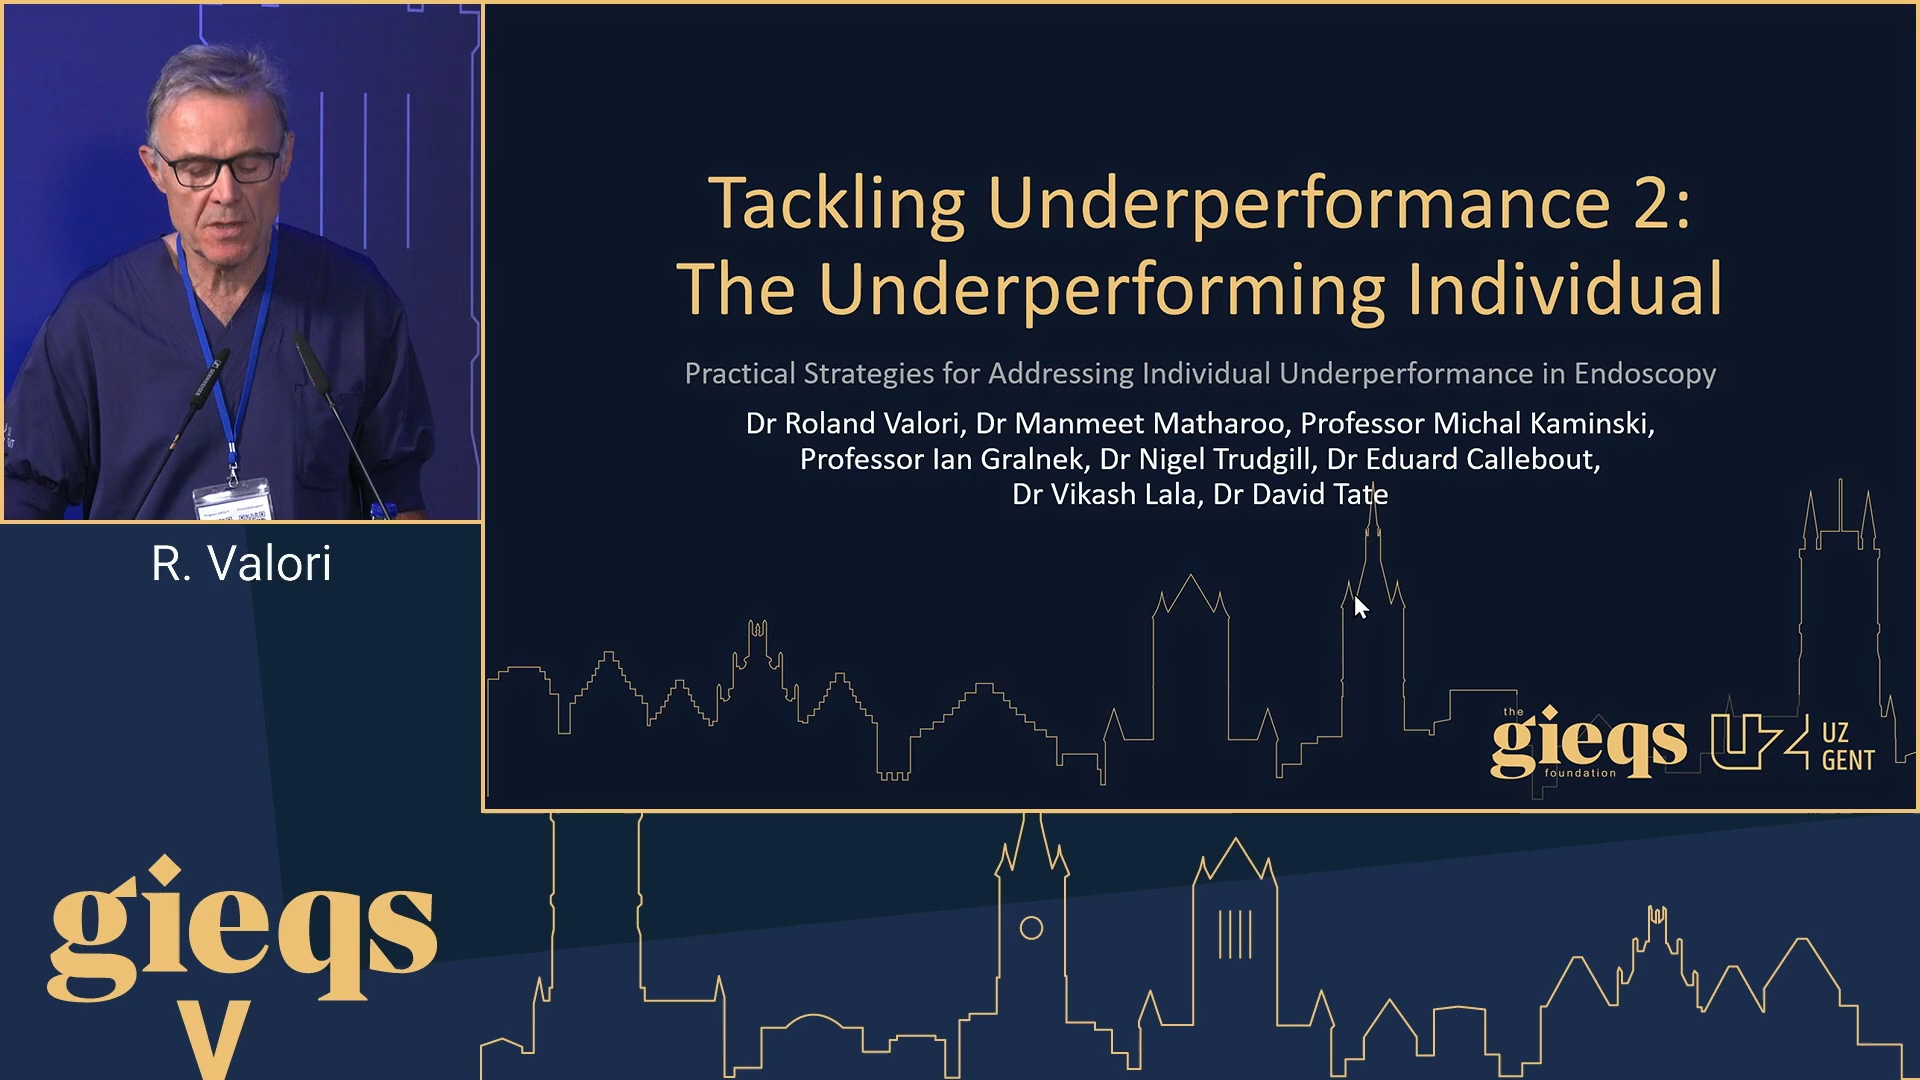 Tackling Underperformance 2:
The Underperforming Individual
Practical Strategies for Addressing Individual Underperformance in Endoscopy
Dr Roland Valori, Dr Manmeet Matharoo, Professor Michal Kaminski,
Professor Ian Gralnek, Dr Nigel Trudgill, Dr Eduard Callebout,
Dr Vikash Lala, Dr David Tate
the
gieqs
foundation
UZ
UZ
GENT
R. Valori
gieqs
V